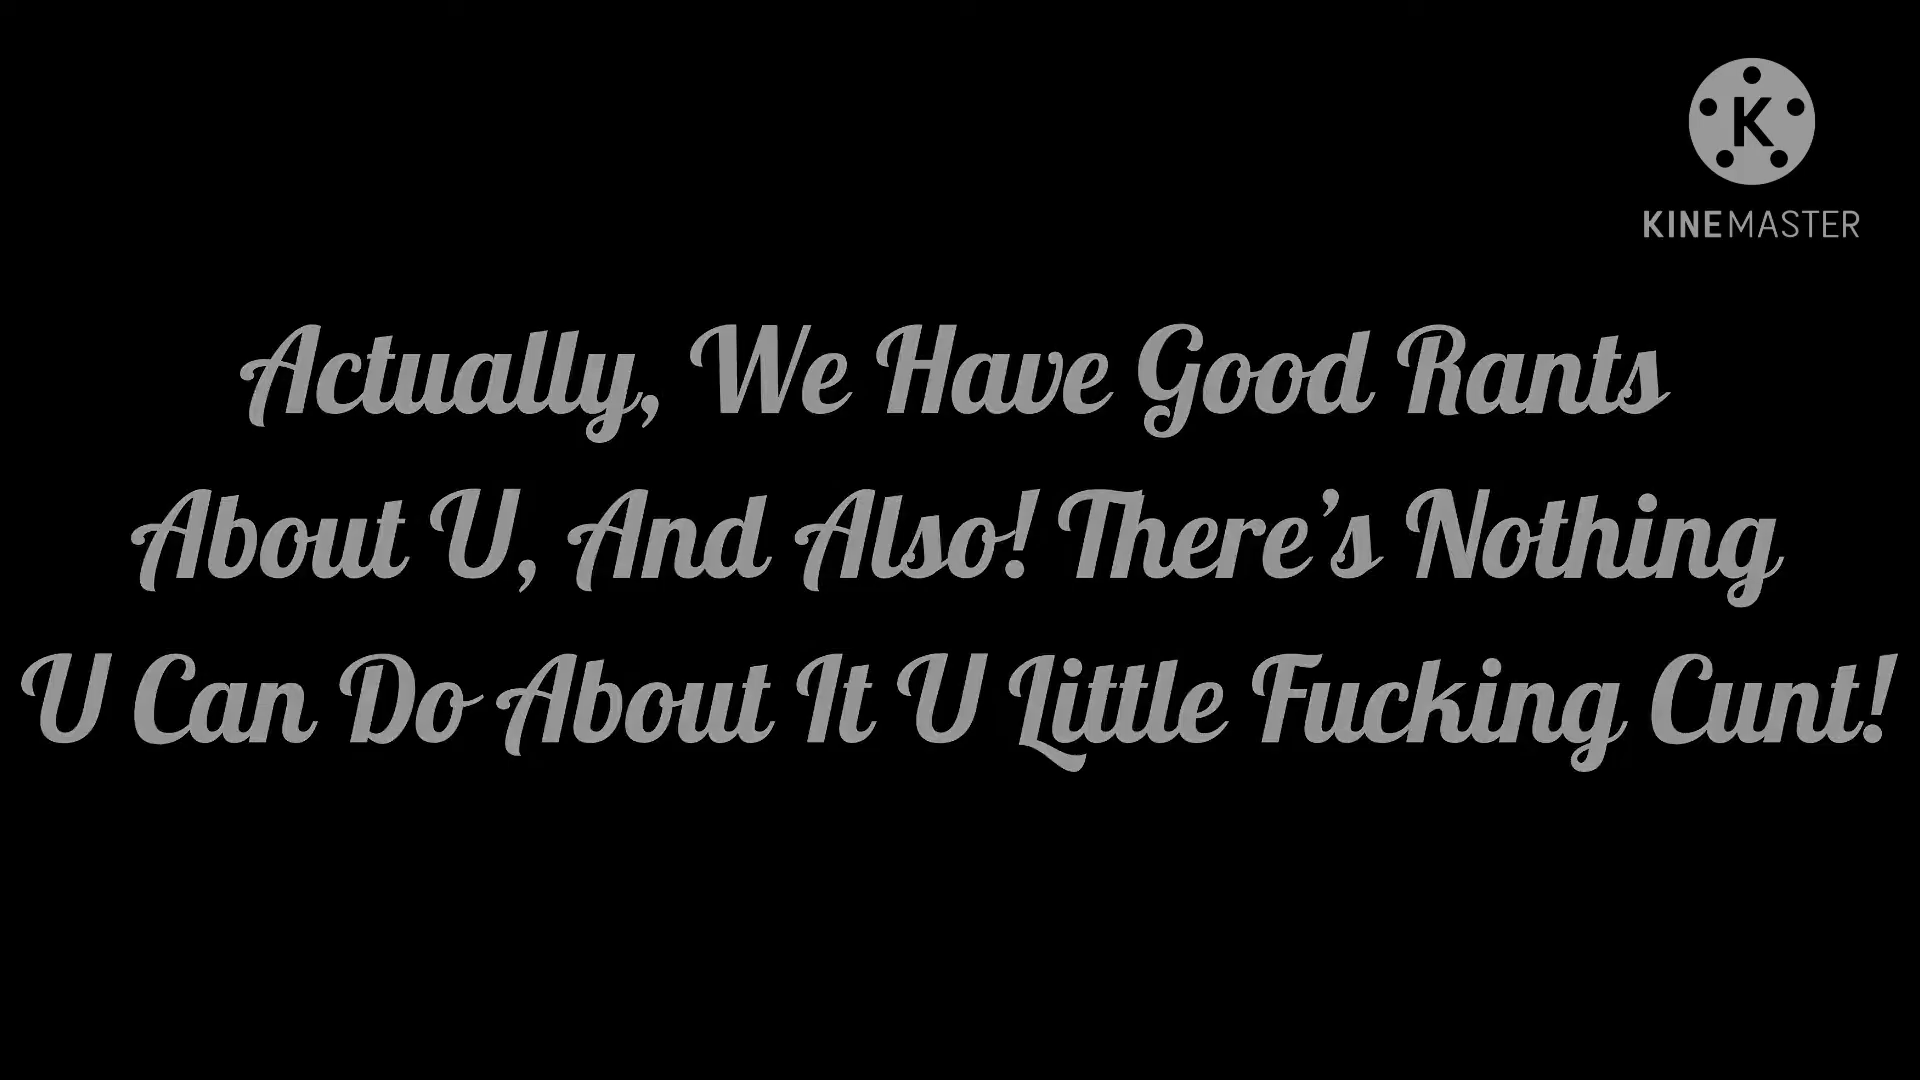 KINEMASTER
Actually, We Have Good Rants
About U, And Also! There's Nothing
U Can Do About It U Little Fucking Cunt!